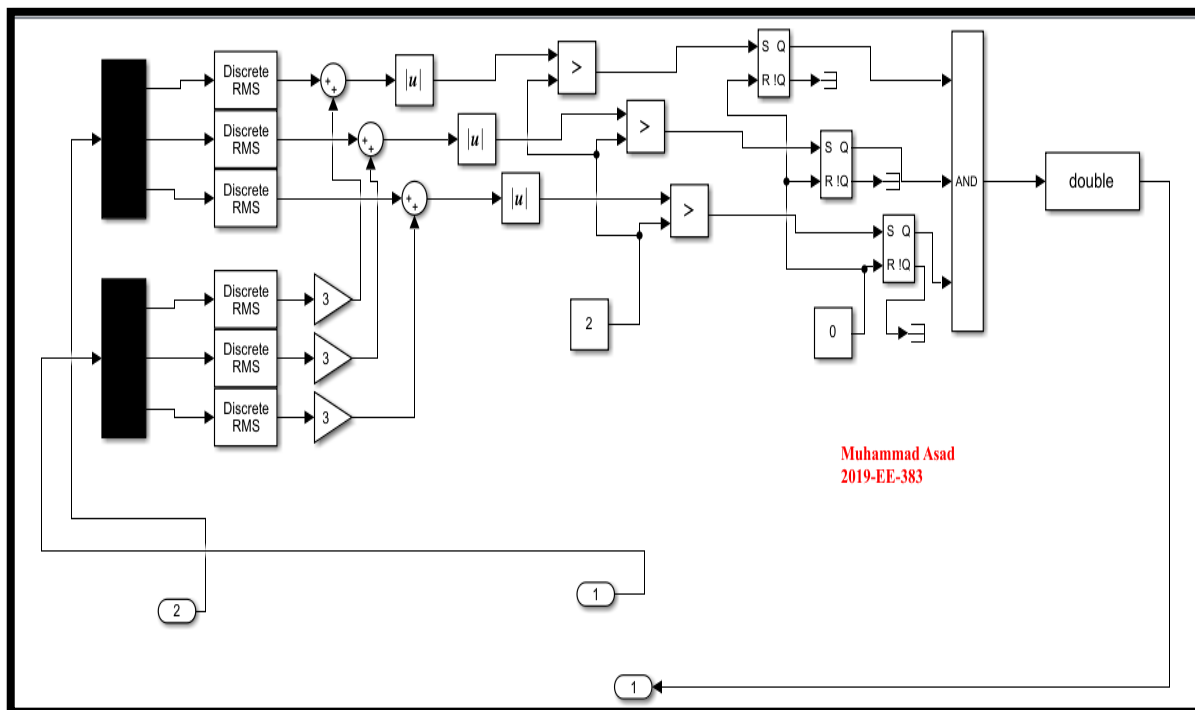 Discrete
RMS
Discrete
RMS
Discrete
RMS
|u|
|u|
|u|
>
>
>
S Q
R !Q
S Q
R !Q
S Q
R !Q
AND
double
Discrete
RMS
3
Discrete
RMS
3
Discrete
RMS
3
2
0
Muhammad Asad
2019-EE-383
2
1
1